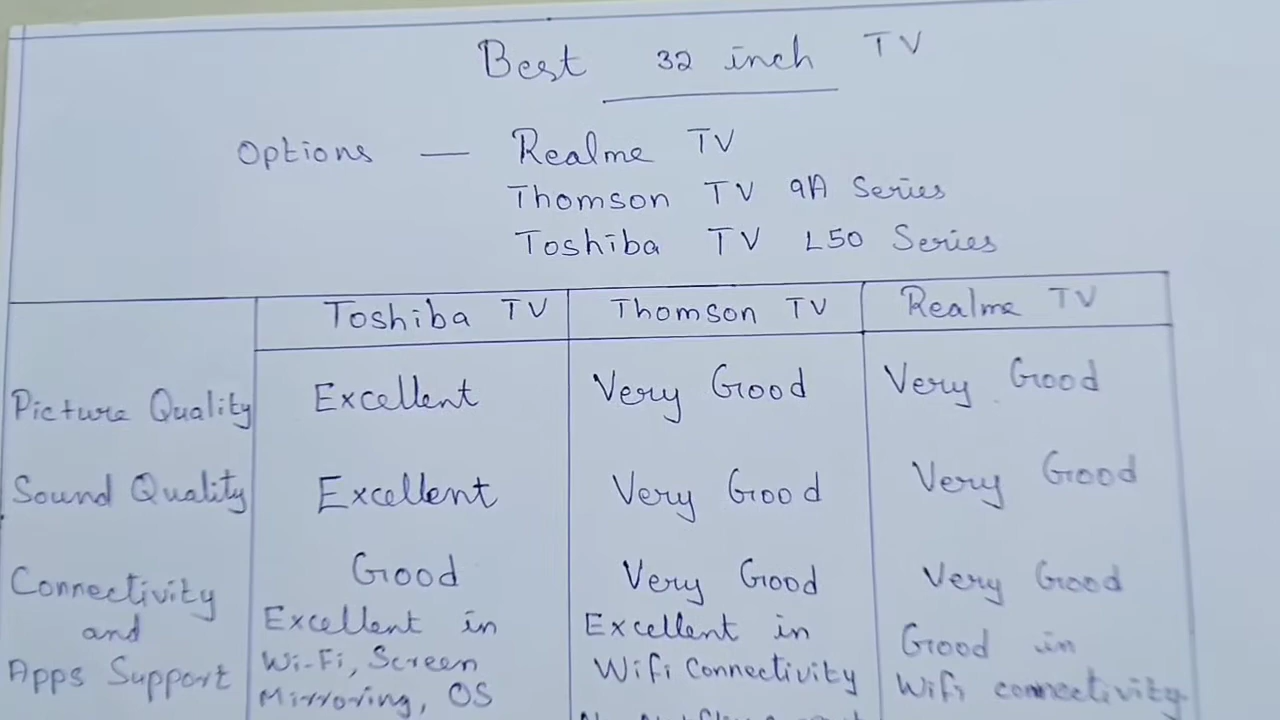 Best 32 inch TV
Options — Realme TV
Thomson TV 9A Series
Toshiba TV L50 Series
Toshiba TV Thomson TV Realme TV
Picture Quality Excellent Very Good Very Good
Sound Quality Excellent Very Good Very Good
Connectivity and Apps Support
Good
Excellent in
Wi-Fi, Screen
Mirroring, OS
Very Good
Excellent in
Wifi Connectivity
Very Good
Good in
Wifi connectivity